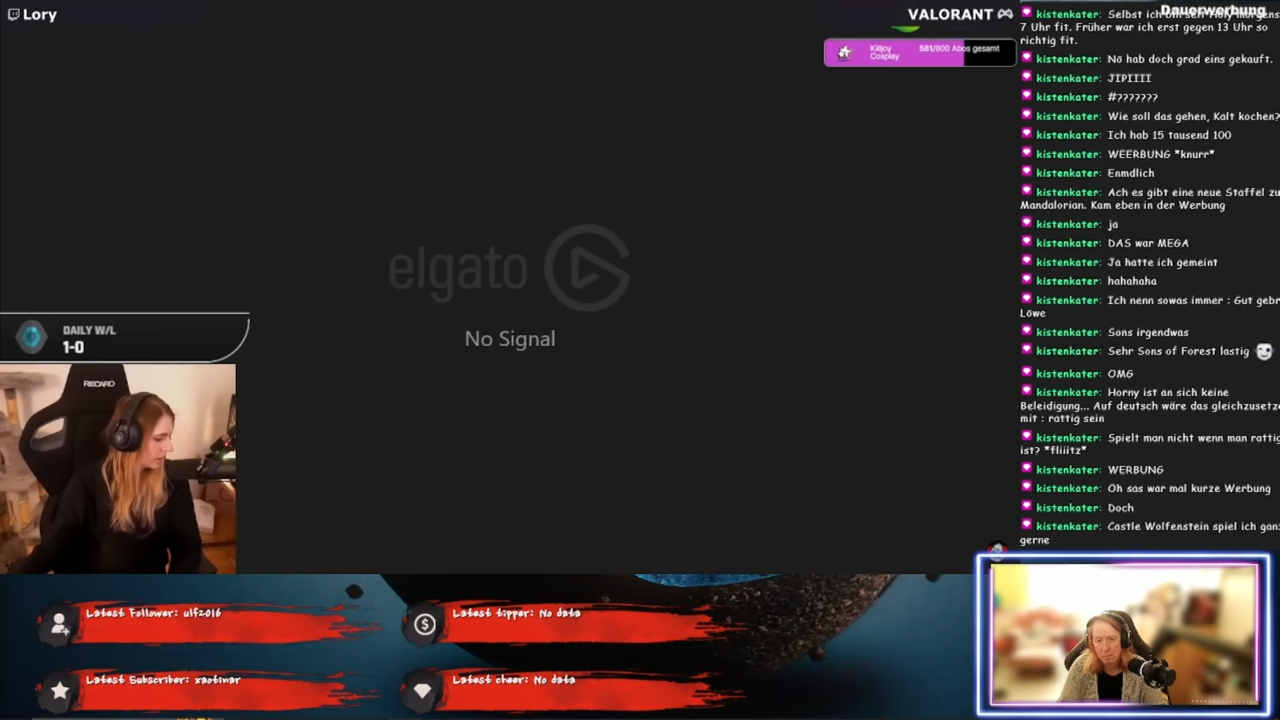 Lory
VALORANT
Killjoy
Cosplay
581/800 Abos gesamt
Dauerwerbung
kistenkater: Selbst ich bin seit Holy morgens
7 Uhr fit. Früher war ich erst gegen 13 Uhr so
richtig fit.
kistenkater: Nö hab doch grad eins gekauft.
kistenkater: JIPIIII
kistenkater: #???????
kistenkater: Wie soll das gehen, Kalt kochen?
kistenkater: Ich hab 15 tausend 100
kistenkater: WEERBUNG *knurr*
kistenkater: Enmdlich
kistenkater: Ach es gibt eine neue Staffel zu
Mandalorian. Kam eben in der Werbung
kistenkater: ja
kistenkater: DAS war MEGA
kistenkater: Ja hatte ich gemeint
kistenkater: hahahaha
kistenkater: Ich nenn sowas immer : Gut
Löwe
kistenkater: Sons irgendwas
kistenkater: Sehr Sons of Forest lastig
kistenkater: OMG
kistenkater: Horny ist an sich keine
Beleidigung... Auf deutsch wäre das
mit : rattig sein
kistenkater: Spielt man nicht wenn man rattig
ist? *fliiitz*
kistenkater: WERBUNG
kistenkater: Oh sas war mal kurze Werbung
kistenkater: Doch
kistenkater: Castle Wolfenstein spiel ich
gerne
elgato
No Signal
DAILY W/L
1-0
RECARO
Latest Follower: ulf2016
Latest tipper: No data
Latest Subscriber: xaotinar
Latest cheer: No data